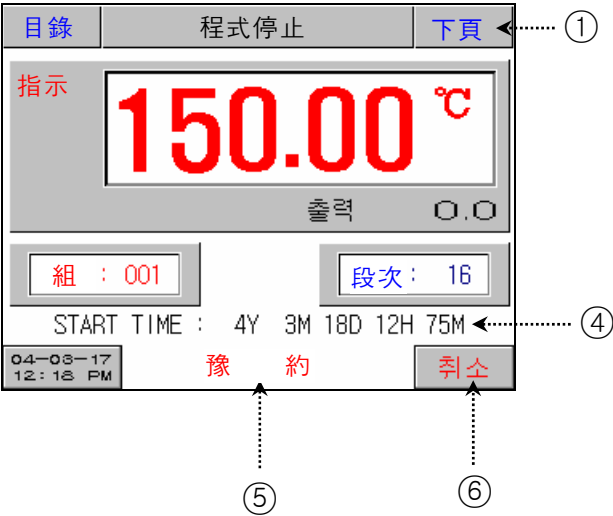 目錄 程式停止 下頁 ①
指示
150.00 ℃
출력 0.0
組 : 001 段次 : 16
START TIME : 4Y 3M 18D 12H 75M ④
04-03-17
12:18 PM
豫 約 취소
⑤ ⑥